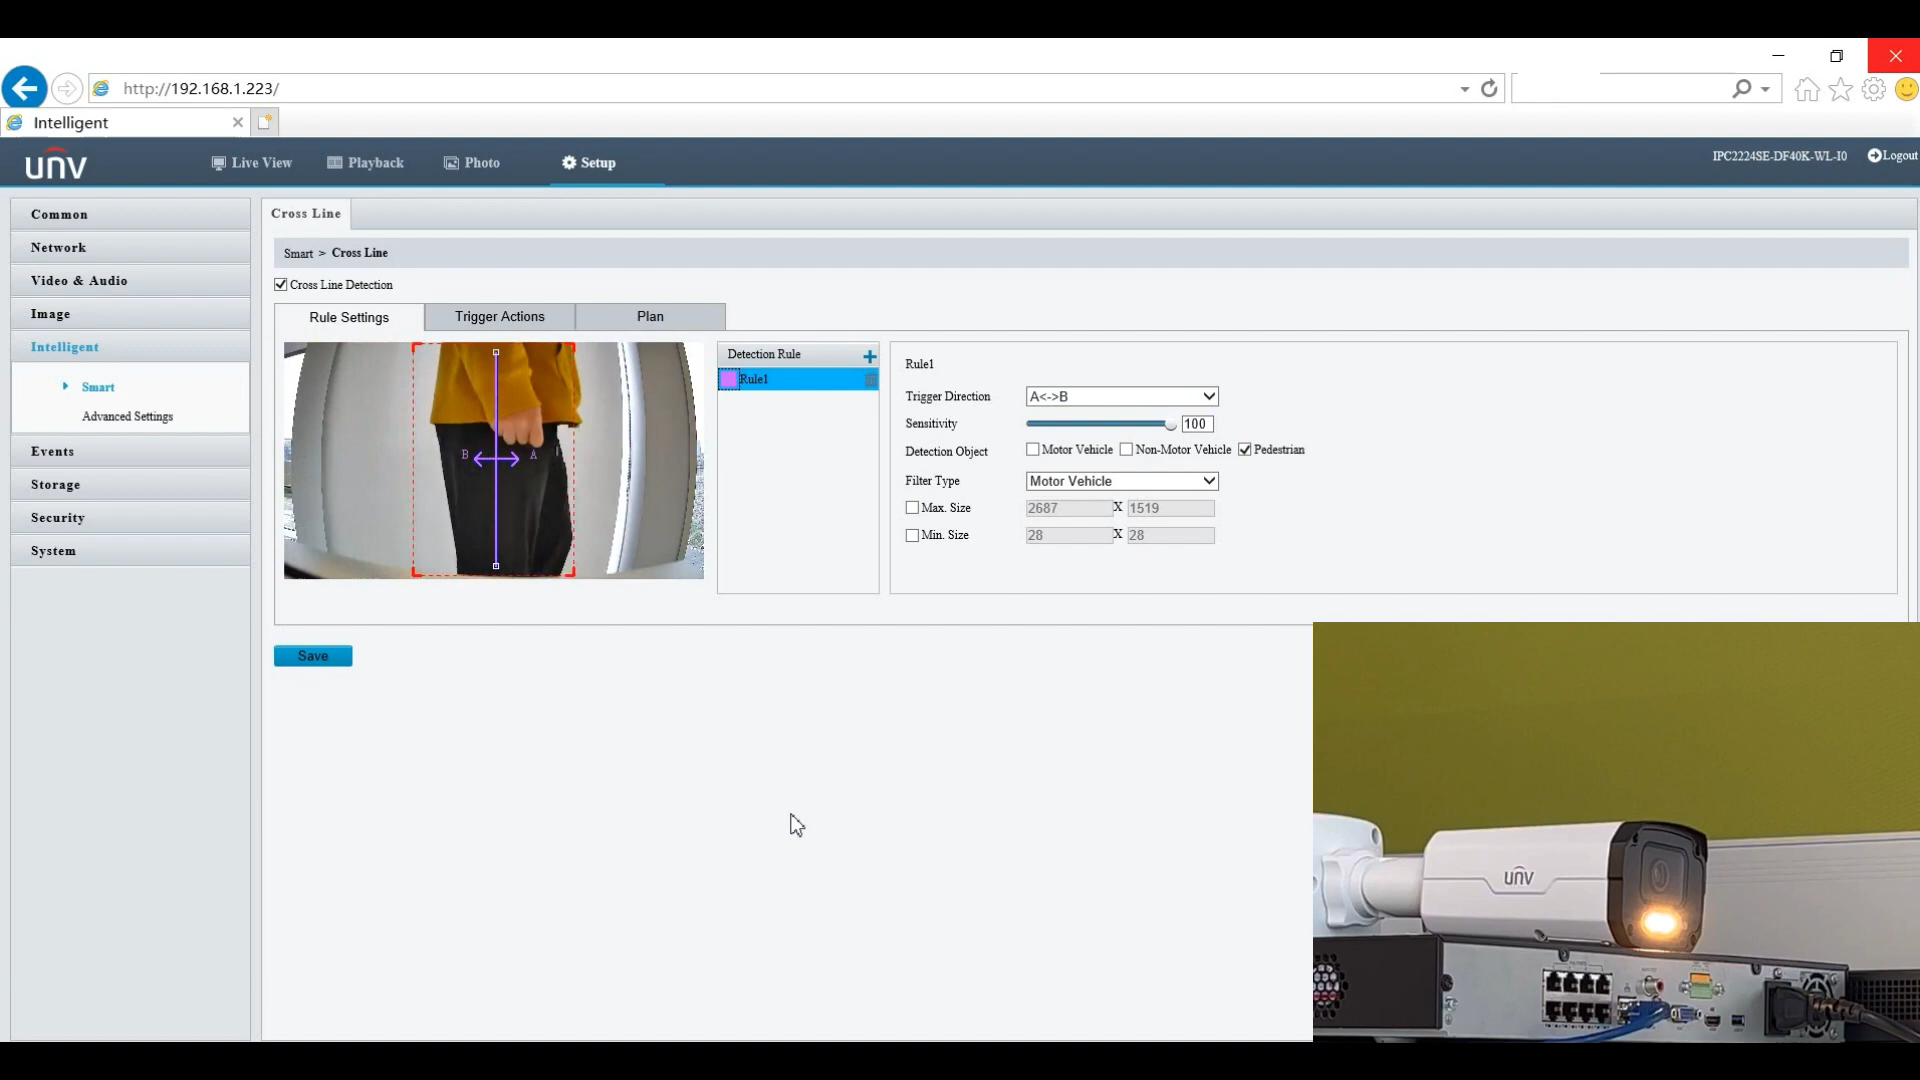 http://192.168.1.223/
Intelligent
unv
Live View
Playback
Photo
Setup
IPC2224SE-DF40K-WL-I0
Logout
Common
Network
Video & Audio
Image
Intelligent
Smart
Advanced Settings
Events
Storage
Security
System
Cross Line
Smart > Cross Line
Cross Line Detection
Rule Settings
Trigger Actions
Plan
B A
Detection Rule
Rule1
Rule1
Trigger Direction A<->B
Sensitivity 100
Detection Object Motor Vehicle Non-Motor Vehicle Pedestrian
Filter Type Motor Vehicle
Max. Size 2687 X 1519
Min. Size 28 X 28
Save
unv